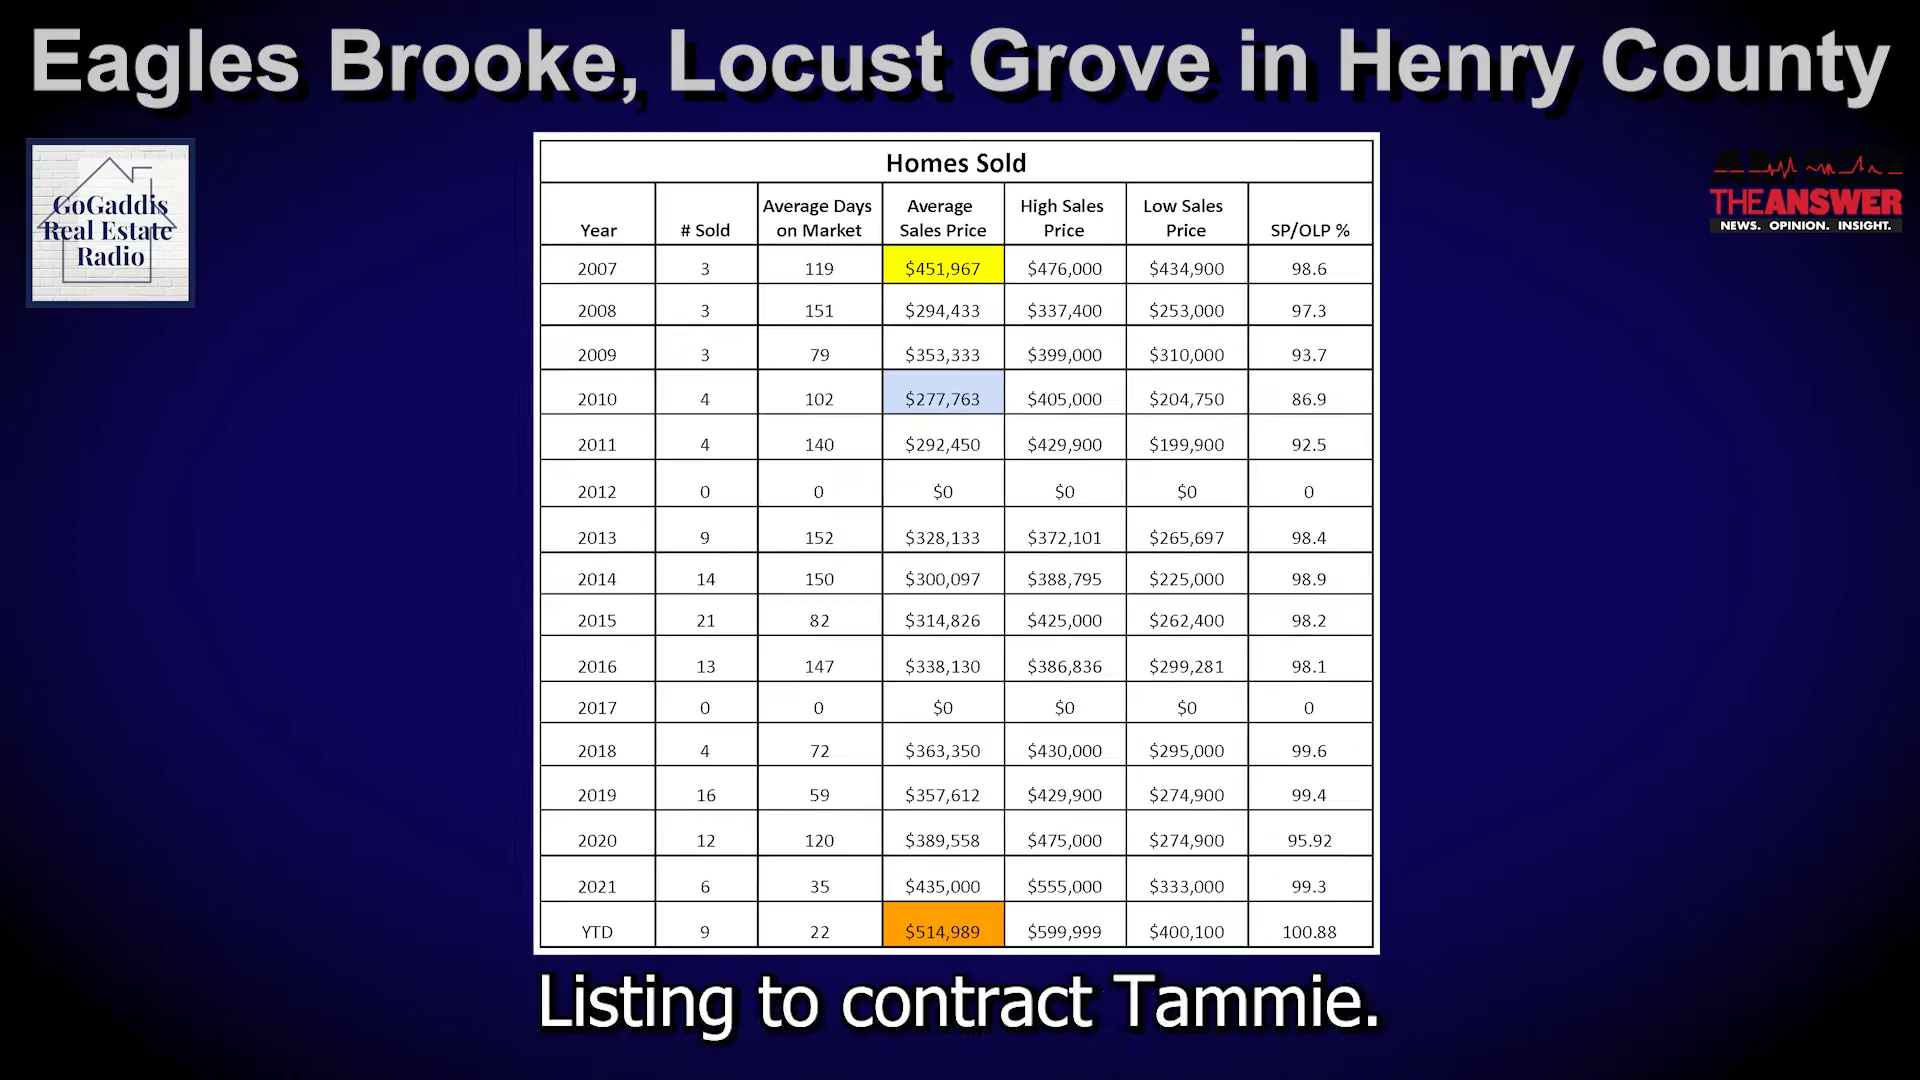 Eagles Brooke, Locust Grove in Henry County
GoGaddis
Real Estate
Radio
THEANSWER
NEWS. OPINION. INSIGHT.
Homes Sold
Year # Sold Average Days on Market Average Sales Price High Sales Price Low Sales Price SP/OLP %
2007 3 119 $451,967 $476,000 $434,900 98.6
2008 3 151 $294,433 $337,400 $253,000 97.3
2009 3 79 $353,333 $399,000 $310,000 93.7
2010 4 102 $277,763 $405,000 $204,750 86.9
2011 4 140 $292,450 $429,900 $199,900 92.5
2012 0 0 $0 $0 $0 0
2013 9 152 $328,133 $372,101 $265,697 98.4
2014 14 150 $300,097 $388,795 $225,000 98.9
2015 21 82 $314,826 $425,000 $262,400 98.2
2016 13 147 $338,130 $386,836 $299,281 98.1
2017 0 0 $0 $0 $0 0
2018 4 72 $363,350 $430,000 $295,000 99.6
2019 16 59 $357,612 $429,900 $274,900 99.4
2020 12 120 $389,558 $475,000 $274,900 95.92
2021 6 35 $435,000 $555,000 $333,000 99.3
YTD 9 22 $514,989 $599,999 $400,100 100.88
Listing to contract Tammie.